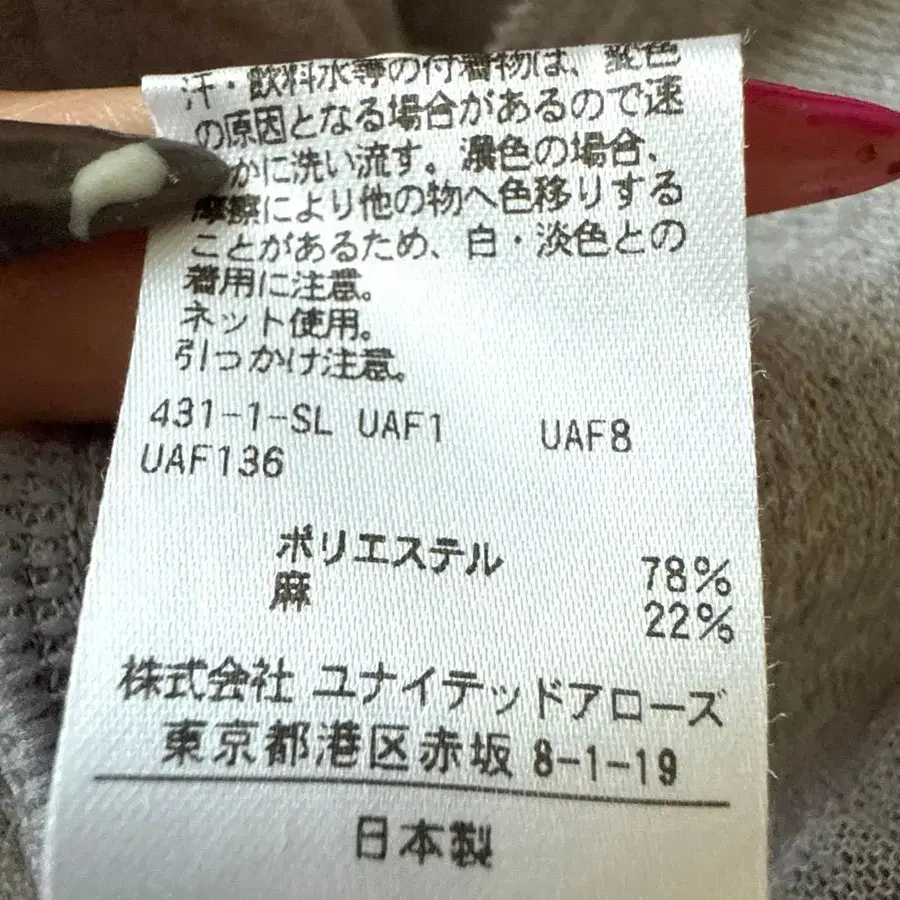 汗・飲料水等の付着物は、変色
の原因となる場合があるので速
かに洗い流す。濃色の場合、
摩擦により他の物へ色移りする
ことがあるため、白・淡色との
着用に注意。
ネット使用。
引っかけ注意。
431-1-SL UAF1 UAF8
UAF136
ポリエステル 78%
麻 22%
株式会社 ユナイテッドアローズ
東京都港区赤坂 8-1-19
日本製